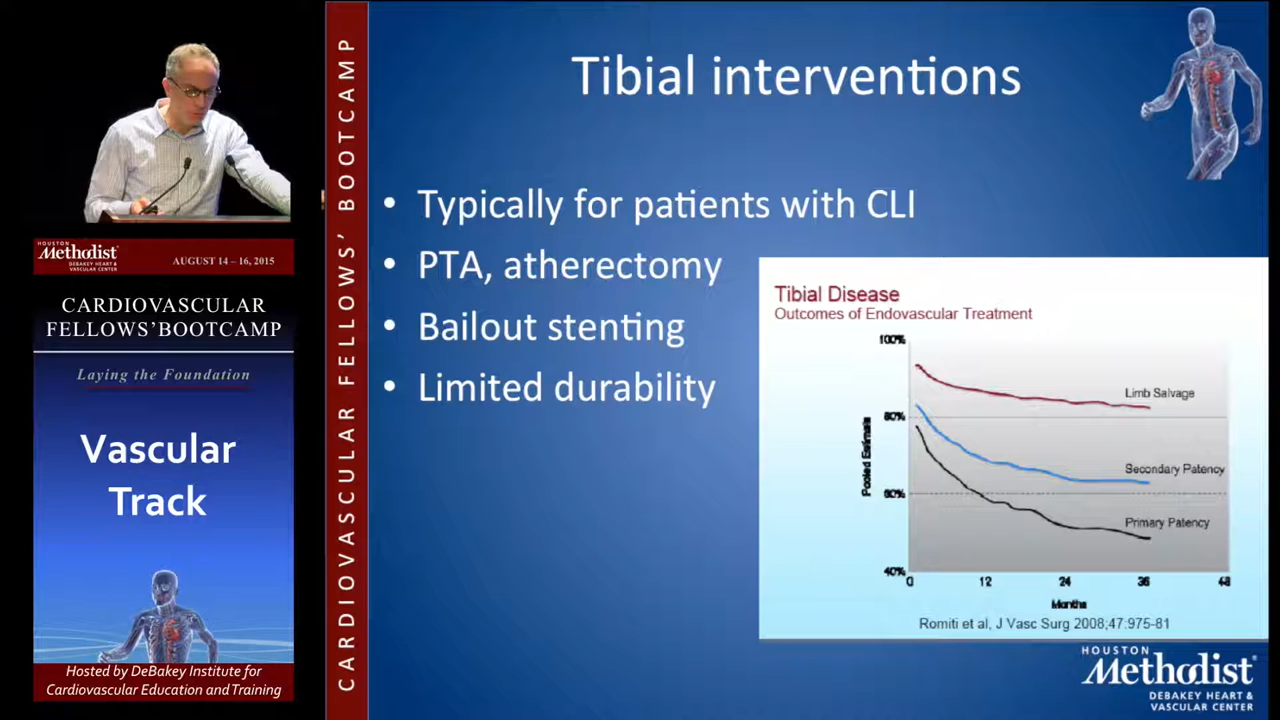 HOUSTON
Methodist
DEBAKEY HEART &
VASCULAR CENTER
AUGUST 14 – 16, 2015
CARDIOVASCULAR
FELLOWS' BOOTCAMP
Laying the Foundation
Vascular
Track
Hosted by DeBakey Institute for
Cardiovascular Education and Training
CARDIOVASCULAR FELLOWS' BOOTCAMP
Tibial interventions
• Typically for patients with CLI
• PTA, atherectomy
• Bailout stenting
• Limited durability
Tibial Disease
Outcomes of Endovascular Treatment
100%
80%
60%
40%
Pooled Estimate
Limb Salvage
Secondary Patency
Primary Patency
0 12 24 36 48
Months
Romiti et al, J Vasc Surg 2008;47:975-81
HOUSTON
Methodist
DEBAKEY HEART &
VASCULAR CENTER